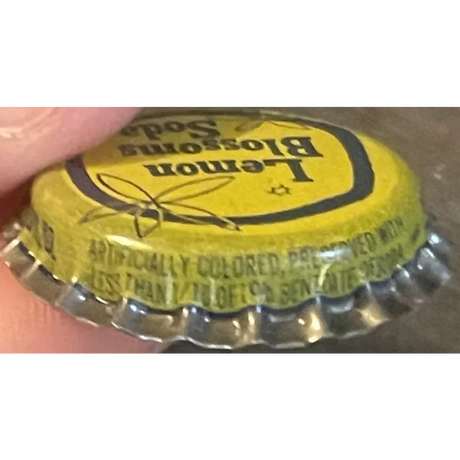 Lemon
Blossoms
Soda
ARTIFICIALLY COLORED, PRESERVED WITH
LESS THAN 1/10 OF 1% BENZOATE OF SODA